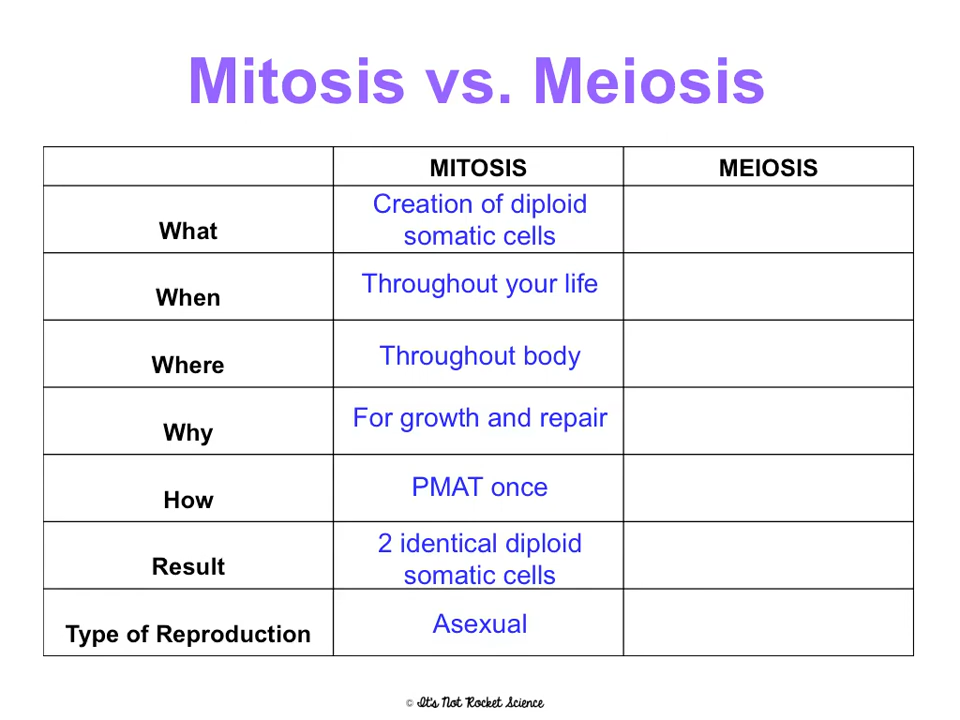 Mitosis vs. Meiosis
MITOSIS MEIOSIS
What Creation of diploid
somatic cells
When Throughout your life
Where Throughout body
Why For growth and repair
How PMAT once
Result 2 identical diploid
somatic cells
Type of Reproduction Asexual
© It's Not Rocket Science